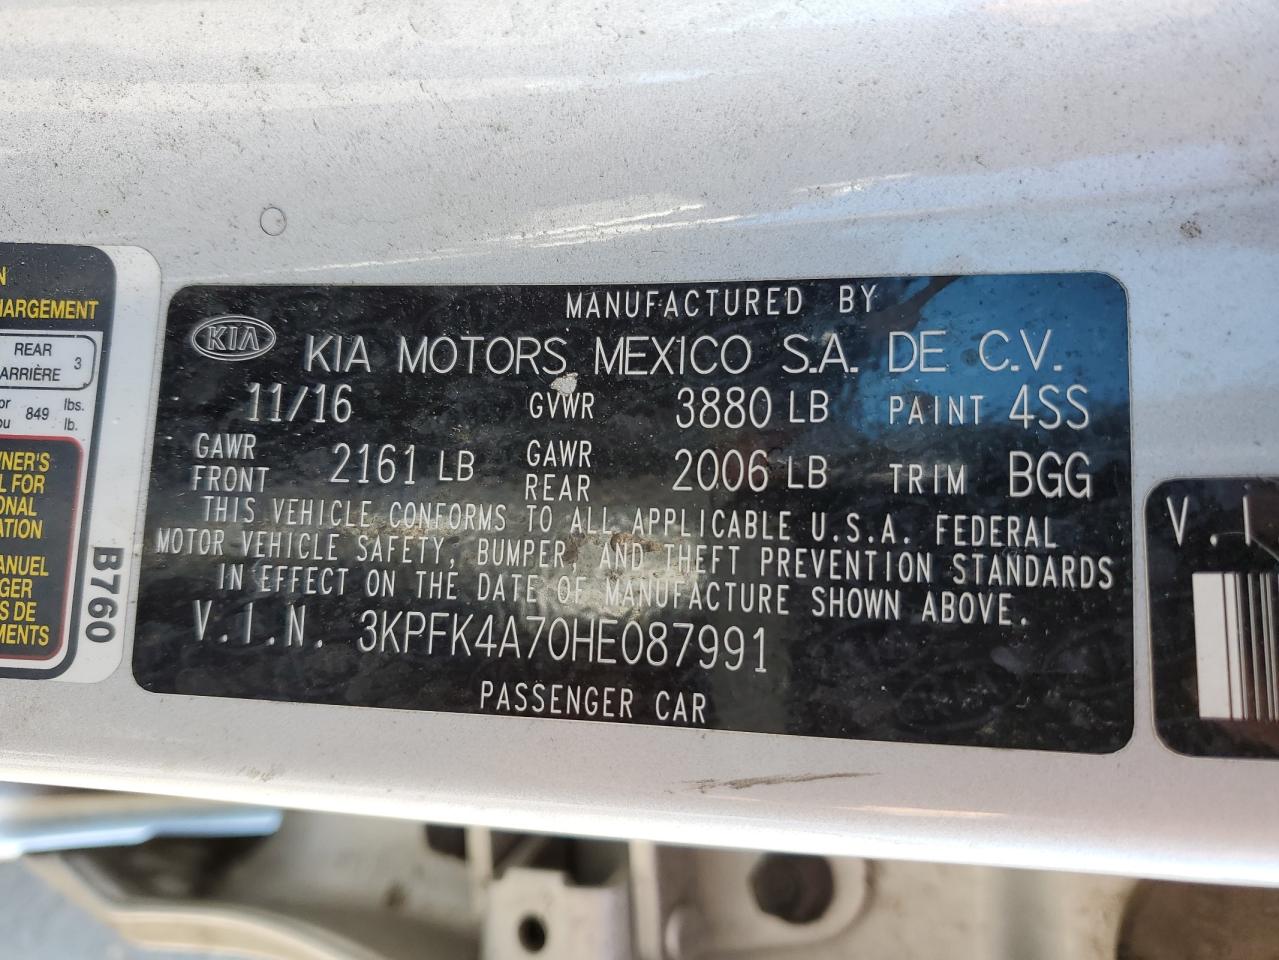 N
HARGEMENT
REAR
ARRIÈRE
3
or
ou
849
lbs.
lb.
NER'S
L FOR
ONAL
ATION
ANUEL
GER
S DE
MENTS
B760
MANUFACTURED BY
KIA
KIA MOTORS MEXICO S.A. DE C.V.
11/16 GVWR 3880 LB PAINT 4SS
GAWR FRONT 2161 LB GAWR REAR 2006 LB TRIM BGG
THIS VEHICLE CONFORMS TO ALL APPLICABLE U.S.A. FEDERAL
MOTOR VEHICLE SAFETY, BUMPER, AND THEFT PREVENTION STANDARDS
IN EFFECT ON THE DATE OF MANUFACTURE SHOWN ABOVE.
V.I.N. 3KPFK4A70HE087991
PASSENGER CAR
V.I